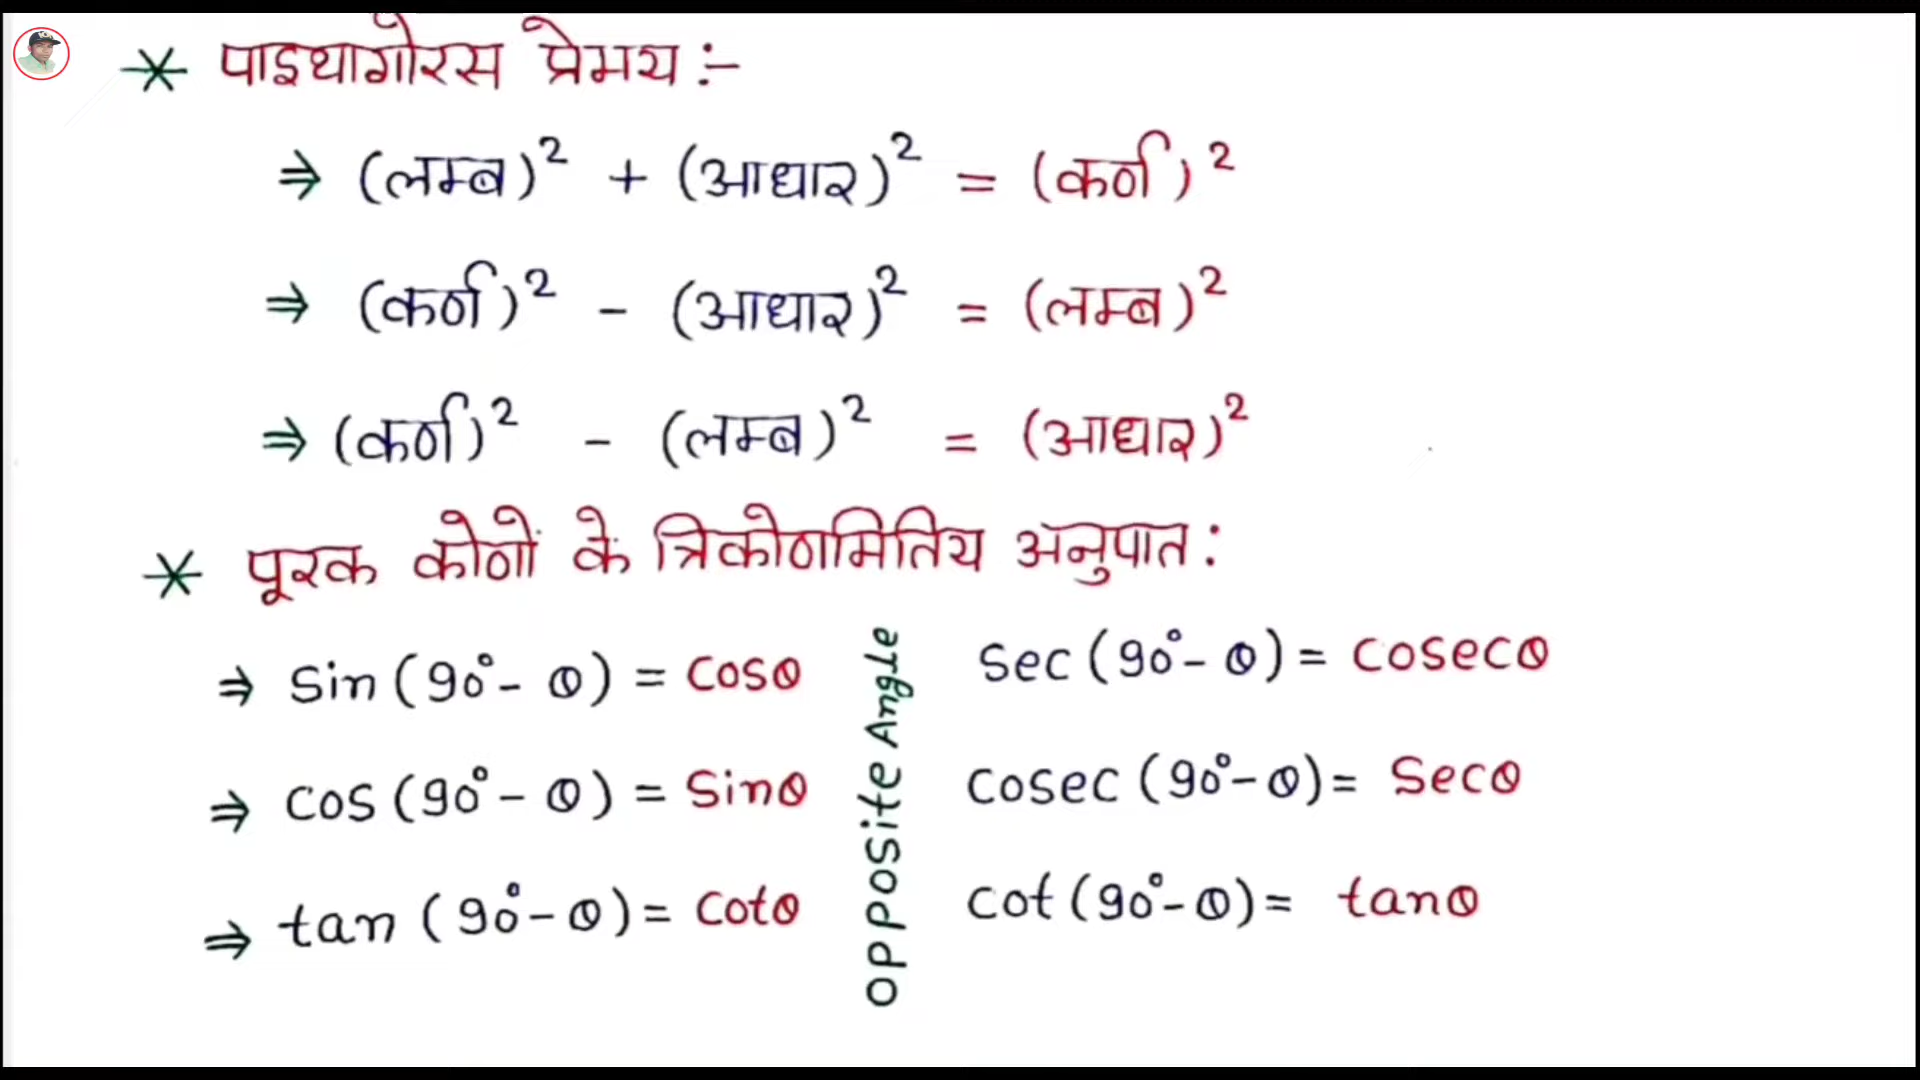 * पाइथागोरस प्रेमय :-
⇒ (लम्ब)² + (आधार)² = (कर्ण)²
⇒ (कर्ण)² - (आधार)² = (लम्ब)²
⇒ (कर्ण)² - (लम्ब)² = (आधार)²
* पूरक कोणों के त्रिकोणमितिय अनुपात :
⇒ Sin (90° - θ) = Cosθ
⇒ Cos (90° - θ) = Sinθ
⇒ tan (90° - θ) = Cotθ
Opposite Angle
Sec (90° - θ) = Cosecθ
Cosec (90° - θ) = Secθ
Cot (90° - θ) = tanθ